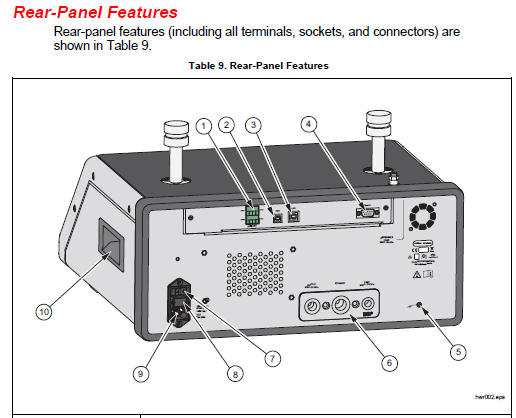 Rear-Panel Features
Rear-panel features (including all terminals, sockets, and connectors) are
shown in Table 9.
Table 9. Rear-Panel Features
1
2
3
4
10
5
6
7
8
9
hwr002.eps